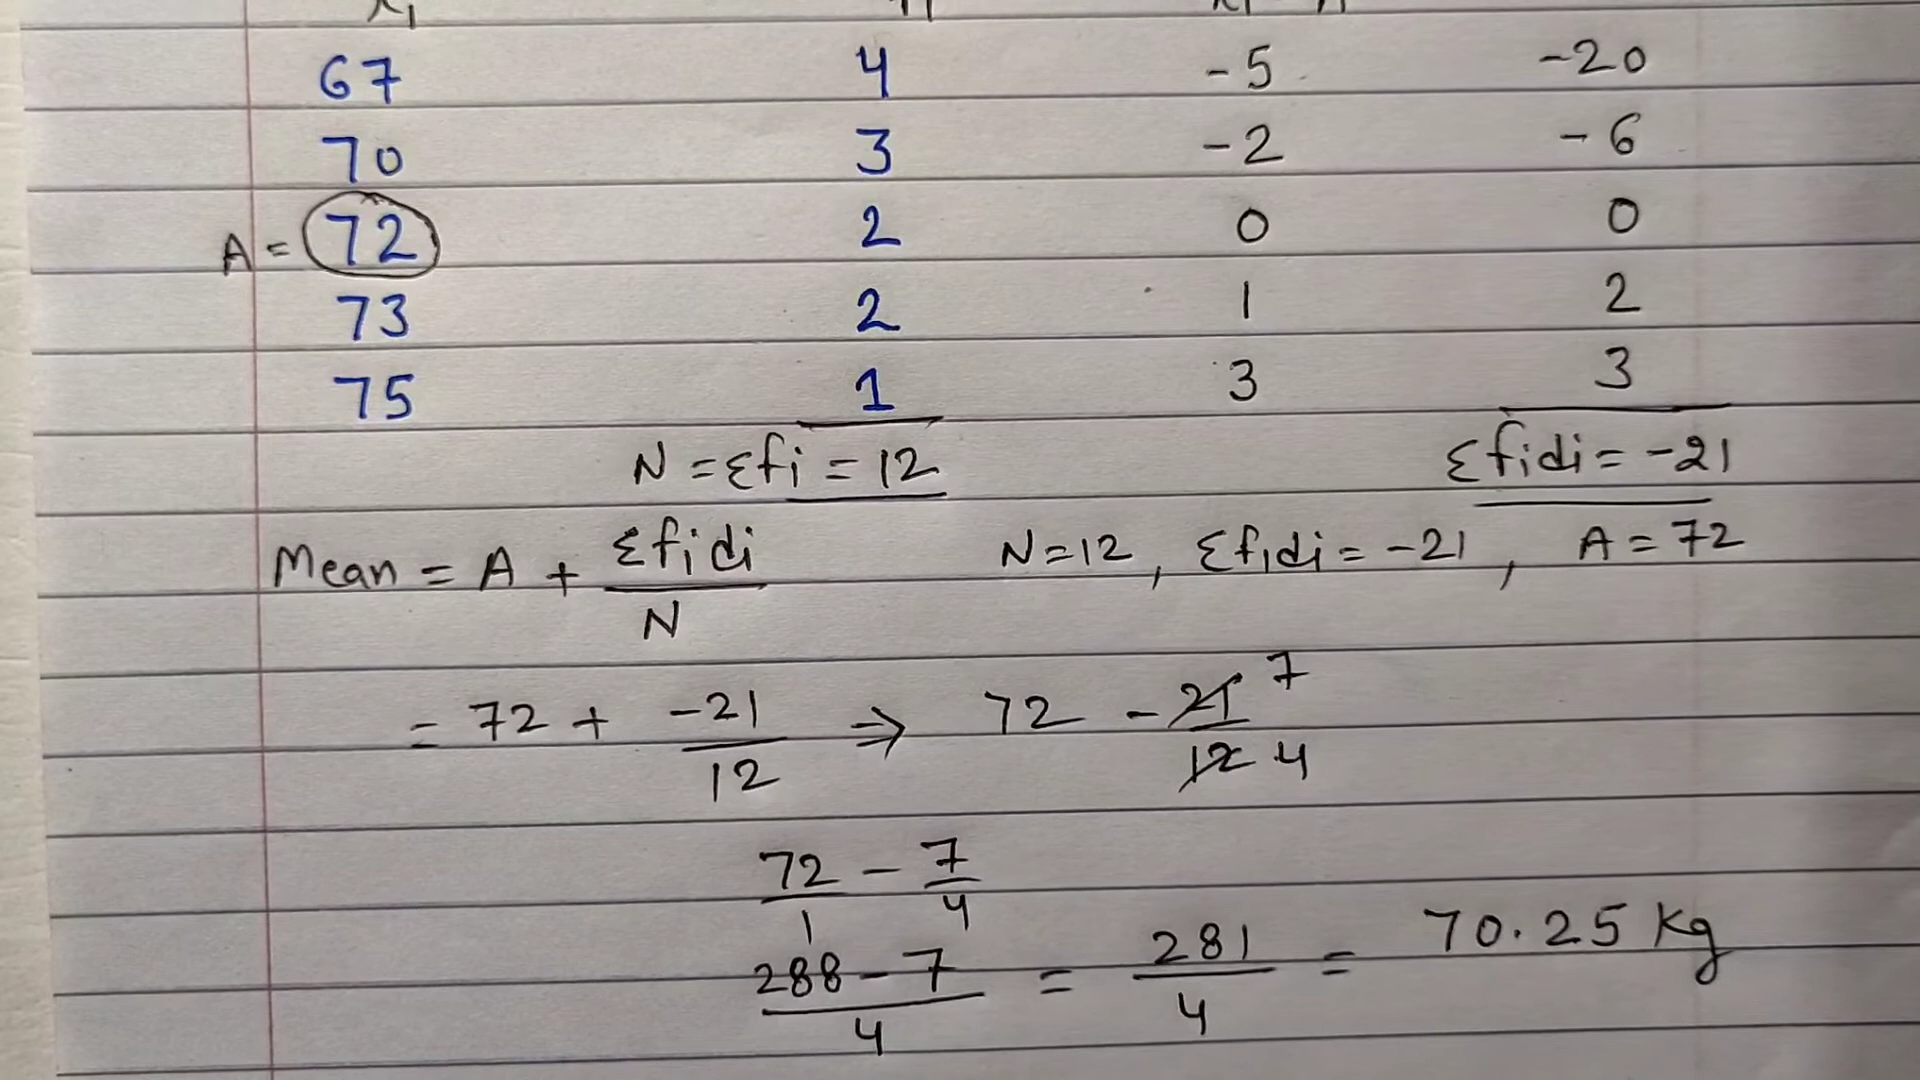 67 4 -5 -20
70 3 -2 -6
A = 72 2 0 0
73 2 1 2
75 1 3 3
N = Σfi = 12 Σfidi = -21
Mean = A + Σfidi / N N=12, Σfidi = -21, A = 72
= 72 + -21/12 ⇒ 72 - 21/12 7/4
72/1 - 7/4
288 - 7 / 4 = 281/4 = 70.25 kg